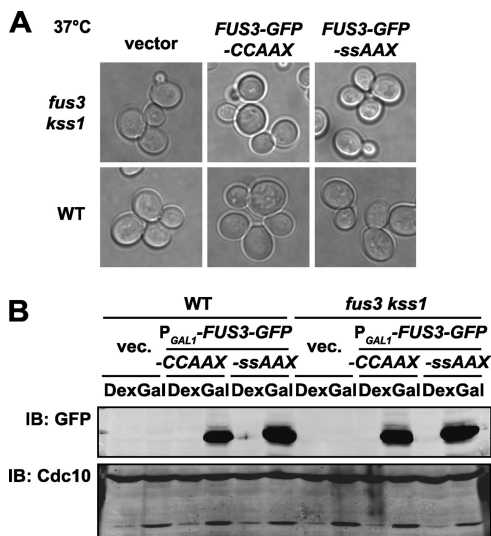 A
37°C
vector
FUS3-GFP
-CCAAX
FUS3-GFP
-ssAAX
fus3
kss1
WT
B
WT
fus3 kss1
vec.
PGAL1-FUS3-GFP
-CCAAX
-ssAAX
vec.
PGAL1-FUS3-GFP
-CCAAX
-ssAAX
DexGal DexGal DexGal DexGal DexGal DexGal
IB: GFP
IB: Cdc10